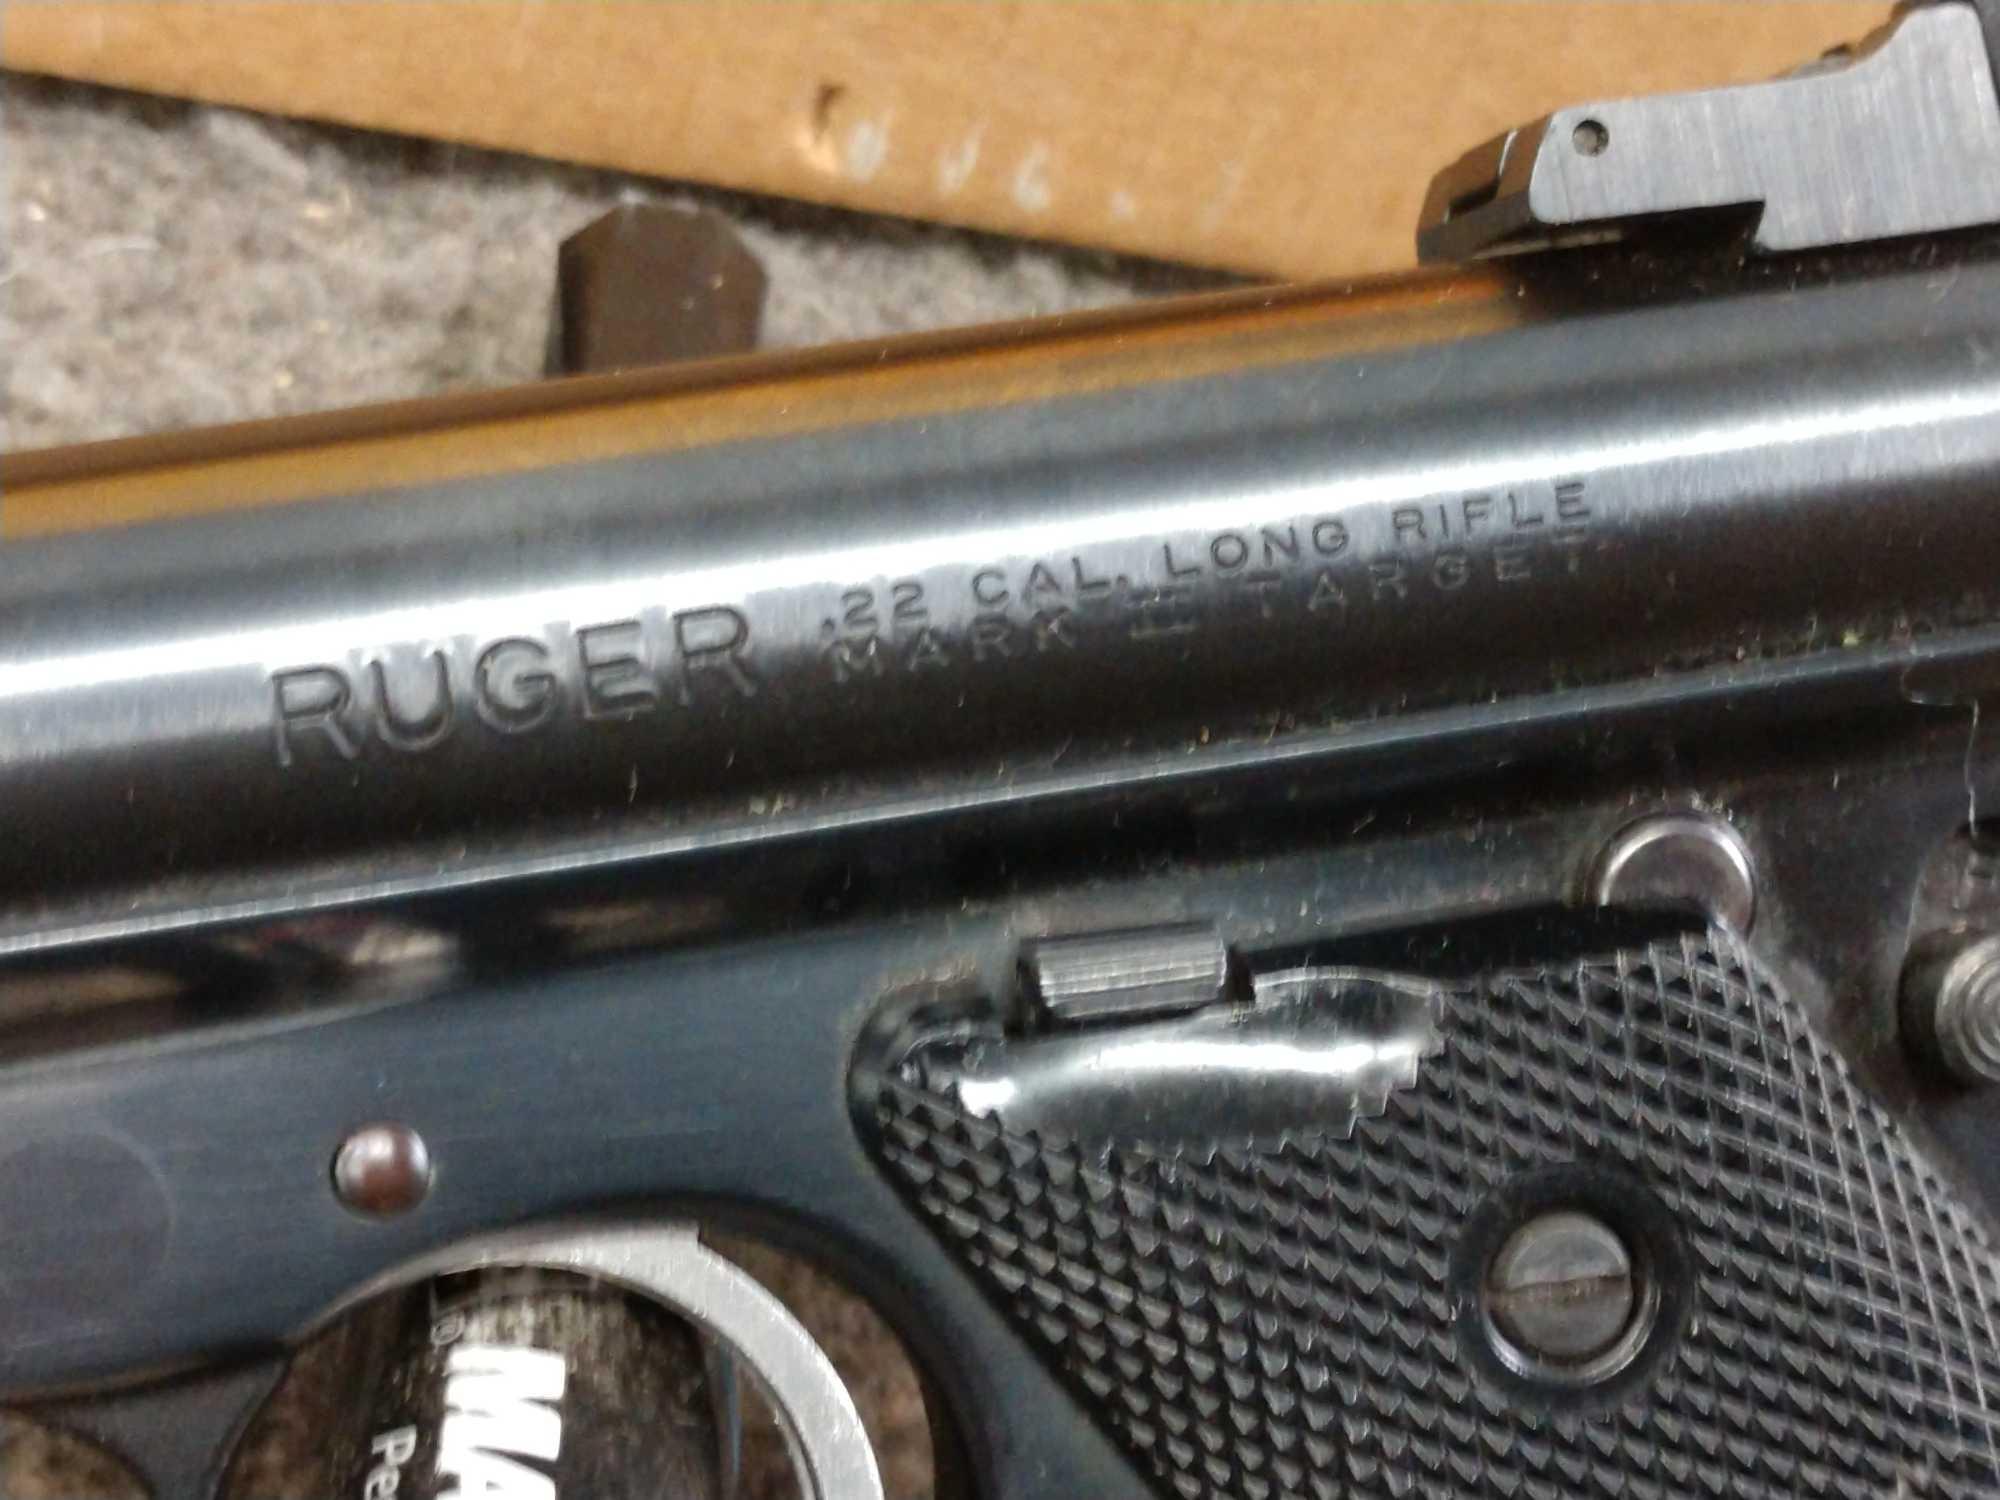 RUGER .22 CAL. LONG RIFLE
MARK II TARGET